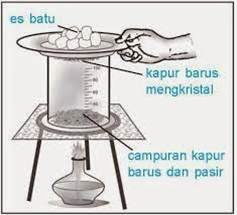 es batu
kapur barus
mengkristal
campuran kapur
barus dan pasir